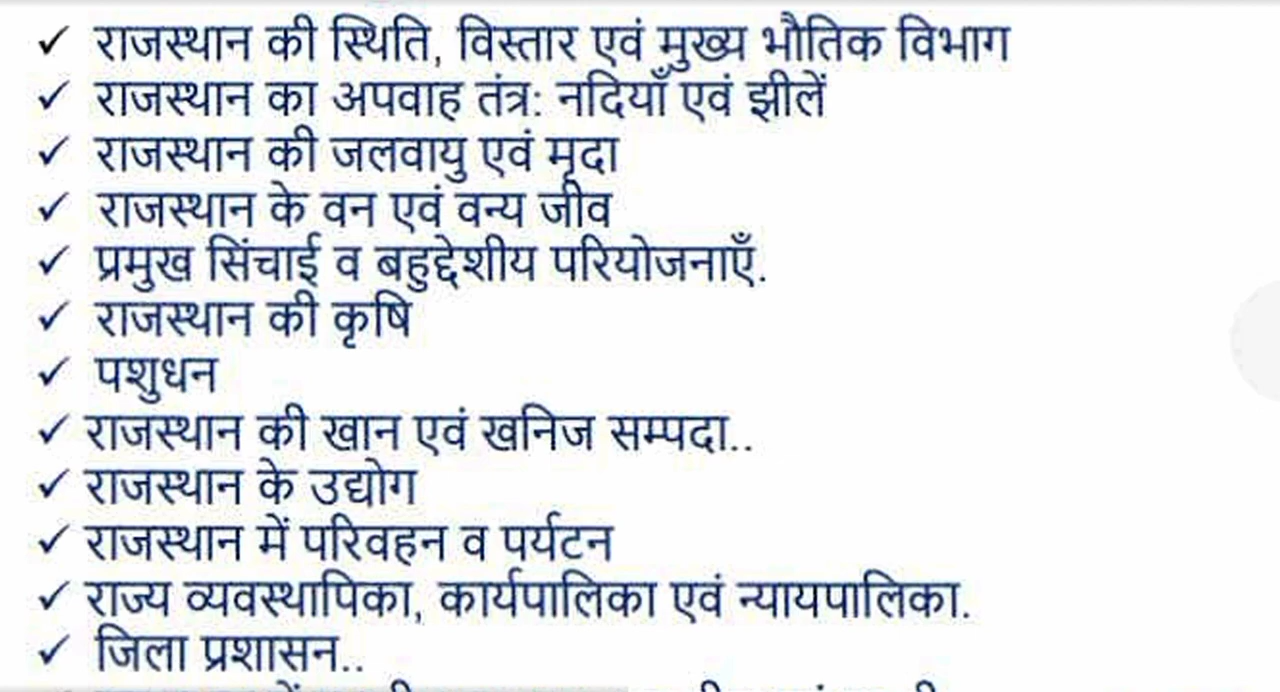 ✓ राजस्थान की स्थिति, विस्तार एवं मुख्य भौतिक विभाग
✓ राजस्थान का अपवाह तंत्र: नदियाँ एवं झीलें
✓ राजस्थान की जलवायु एवं मृदा
✓ राजस्थान के वन एवं वन्य जीव
✓ प्रमुख सिंचाई व बहुद्देशीय परियोजनाएँ.
✓ राजस्थान की कृषि
✓ पशुधन
✓ राजस्थान की खान एवं खनिज सम्पदा..
✓ राजस्थान के उद्योग
✓ राजस्थान में परिवहन व पर्यटन
✓ राज्य व्यवस्थापिका, कार्यपालिका एवं न्यायपालिका.
✓ जिला प्रशासन..